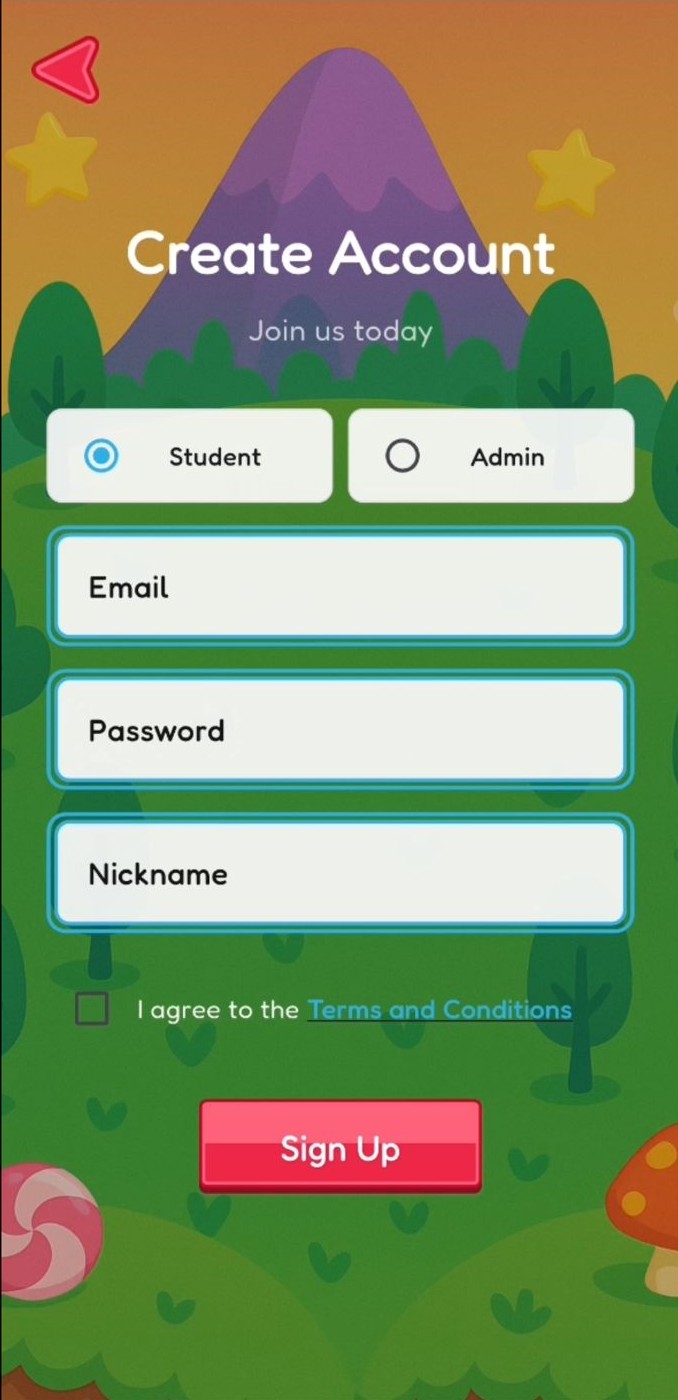 Create Account
Join us today
Student Admin
Email
Password
Nickname
I agree to the Terms and Conditions
Sign Up